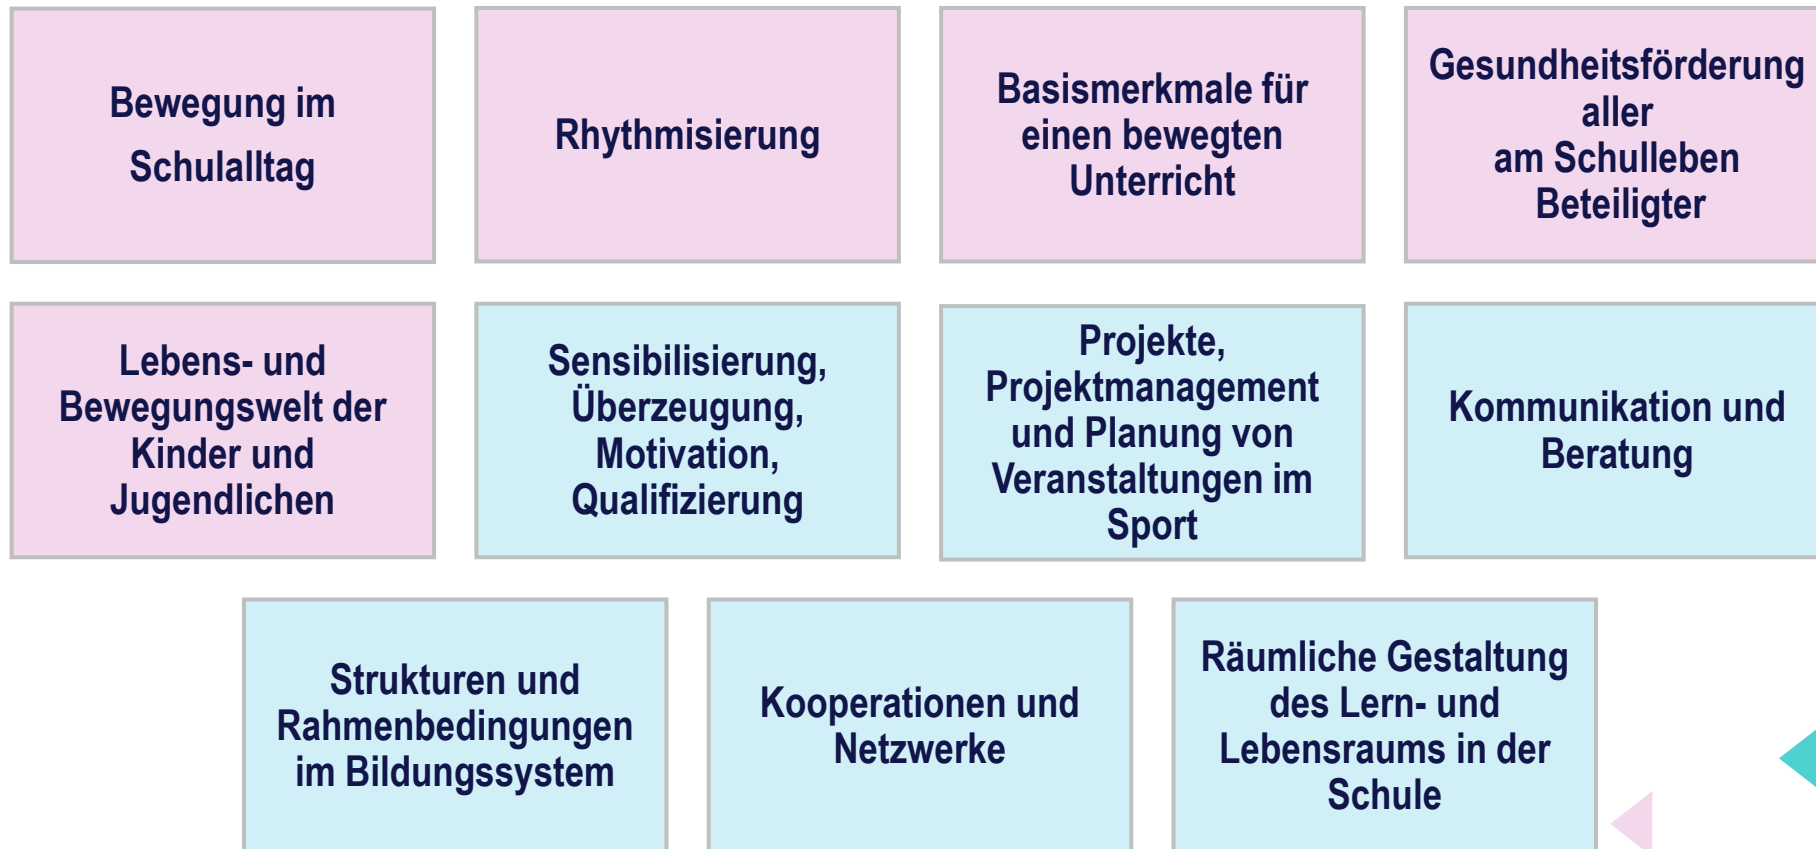 Bewegung im
Schulalltag
Rhythmisierung
Basismerkmale für
einen bewegten
Unterricht
Gesundheitsförderung
aller
am Schulleben
Beteiligter
Lebens- und
Bewegungswelt der
Kinder und
Jugendlichen
Sensibilisierung,
Überzeugung,
Motivation,
Qualifizierung
Projekte,
Projektmanagement
und Planung von
Veranstaltungen im
Sport
Kommunikation und
Beratung
Strukturen und
Rahmenbedingungen
im Bildungssystem
Kooperationen und
Netzwerke
Räumliche Gestaltung
des Lern- und
Lebensraums in der
Schule